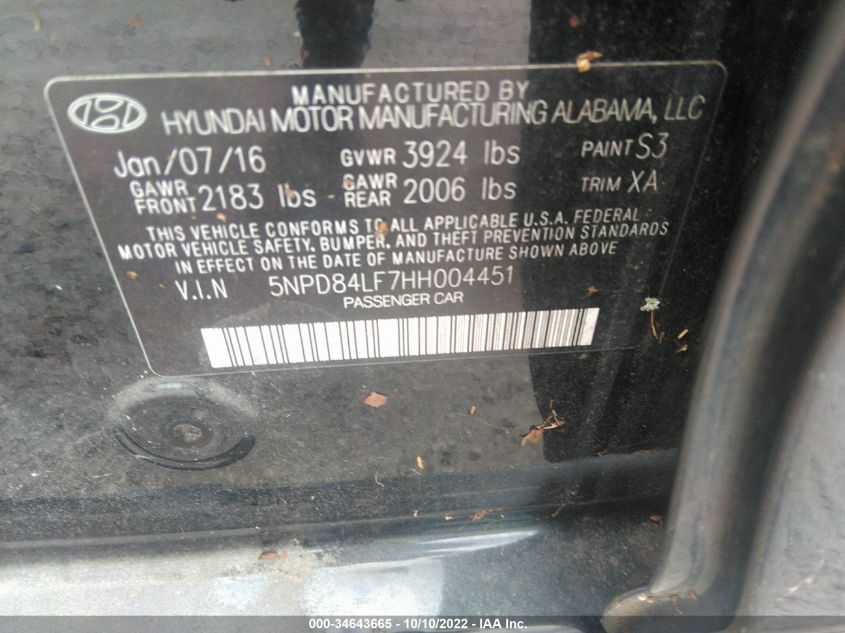 MANUFACTURED BY
HYUNDAI MOTOR MANUFACTURING ALABAMA, LLC
Jan/07/16 GVWR 3924 lbs PAINT S3
GAWR FRONT 2183 lbs GAWR REAR 2006 lbs TRIM XA
THIS VEHICLE CONFORMS TO ALL APPLICABLE U.S.A. FEDERAL
MOTOR VEHICLE SAFETY, BUMPER, AND THEFT PREVENTION STANDARDS
IN EFFECT ON THE DATE OF MANUFACTURE SHOWN ABOVE
V.I.N 5NPD84LF7HH004451
PASSENGER CAR
000-34643665 - 10/10/2022 - IAA Inc.